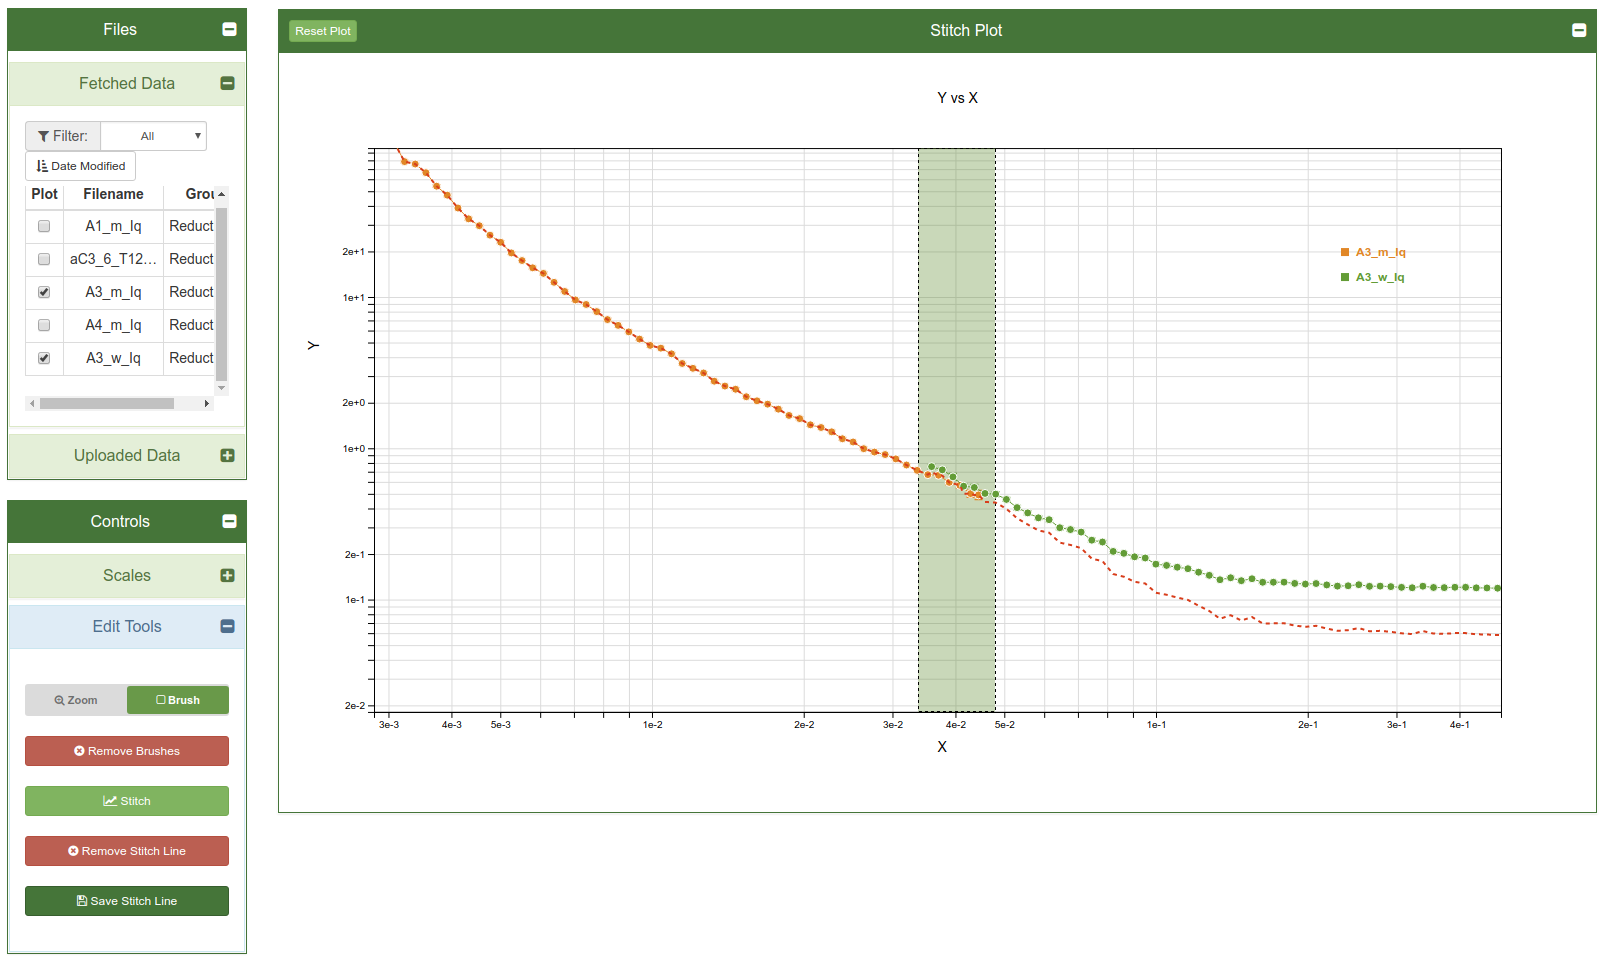 Files
Fetched Data
Filter: All
Date Modified
Plot Filename Grou
A1_m_Iq Reduct
aC3_6_T12... Reduct
A3_m_Iq Reduct
A4_m_Iq Reduct
A3_w_Iq Reduct
Uploaded Data
Controls
Scales
Edit Tools
Zoom Brush
Remove Brushes
Stitch
Remove Stitch Line
Save Stitch Line
Reset Plot Stitch Plot
Y vs X
A3_m_Iq
A3_w_Iq
Y
2e+1
1e+1
2e+0
1e+0
2e-1
1e-1
2e-2
3e-3 4e-3 5e-3 1e-2 2e-2 3e-2 4e-2 5e-2 1e-1 2e-1 3e-1 4e-1
X